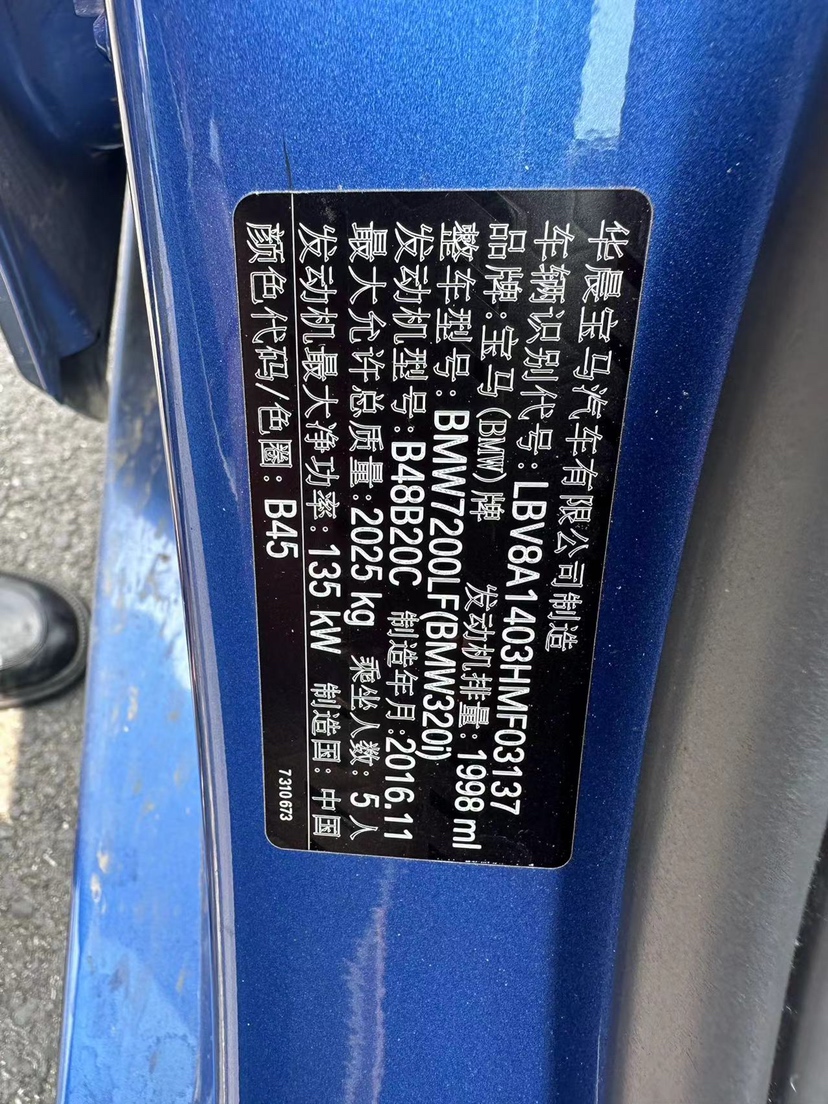 华晨宝马汽车有限公司制造
车辆识别代号: LBV8A1403HMF03137
品牌: 宝马(BMW)牌 发动机排量: 1998 ml
整车型号: BMW7200LF(BMW320i)
发动机型号: B48B20C 制造年月: 2016.11
最大允许总质量: 2025 kg 乘坐人数: 5人
发动机最大净功率: 135 kW 制造国: 中国
颜色代码/色圈: B45 7310673